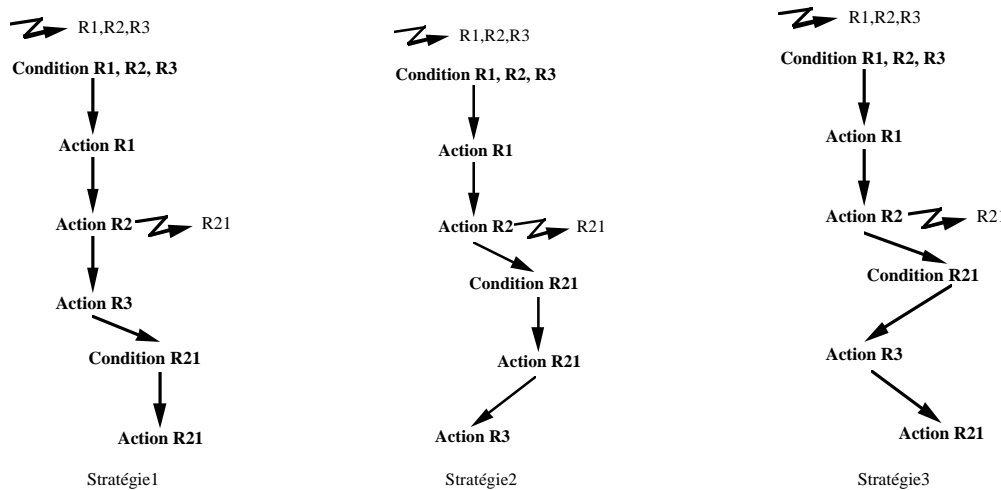 R1,R2,R3
Condition R1, R2, R3
Action R1
Action R2
R21
Action R3
Condition R21
Action R21
Stratégie1
R1,R2,R3
Condition R1, R2, R3
Action R1
Action R2
R21
Condition R21
Action R21
Action R3
Stratégie2
R1,R2,R3
Condition R1, R2, R3
Action R1
Action R2
R21
Condition R21
Action R3
Action R21
Stratégie3